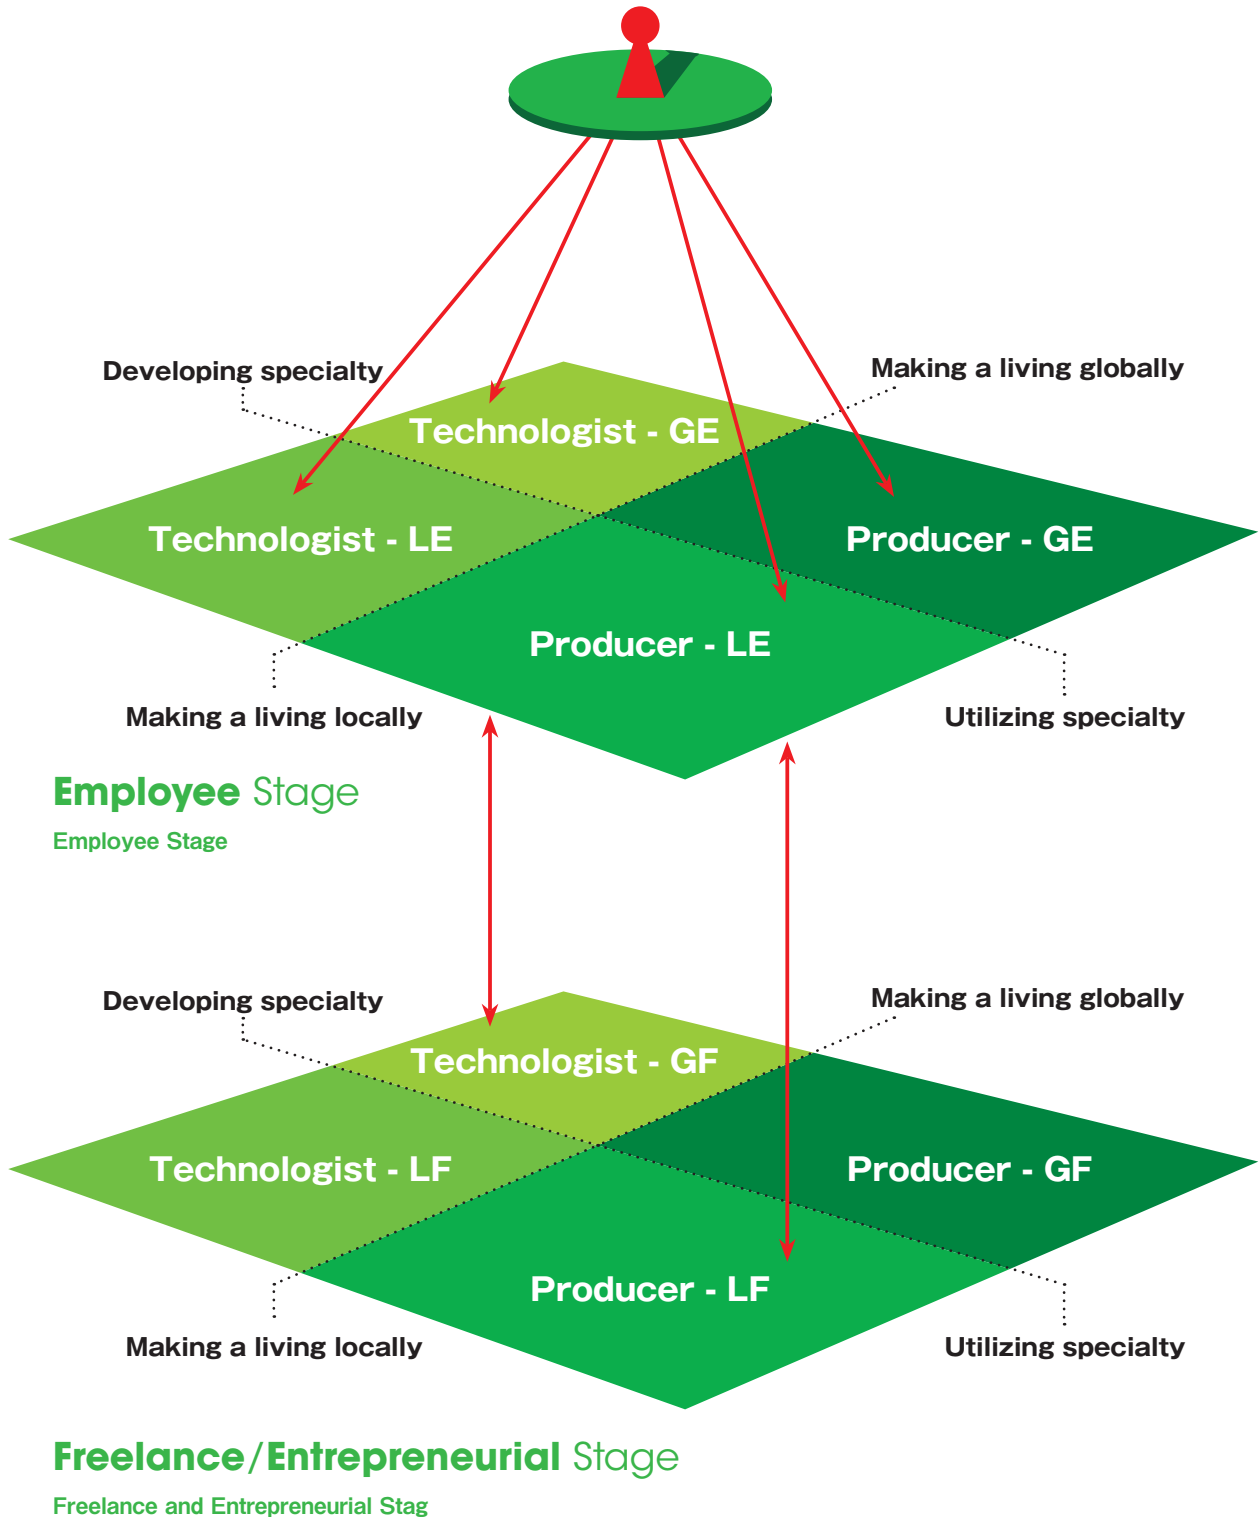 Developing specialty
Making a living globally
Technologist - GE
Technologist - LE
Producer - GE
Producer - LE
Making a living locally
Utilizing specialty
Employee Stage
Employee Stage
Developing specialty
Making a living globally
Technologist - GF
Technologist - LF
Producer - GF
Producer - LF
Making a living locally
Utilizing specialty
Freelance/Entrepreneurial Stage
Freelance and Entrepreneurial Stag